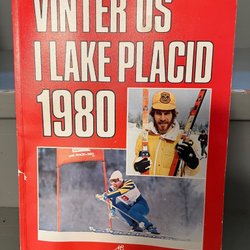 VINTER OS
I LAKE PLACID
1980